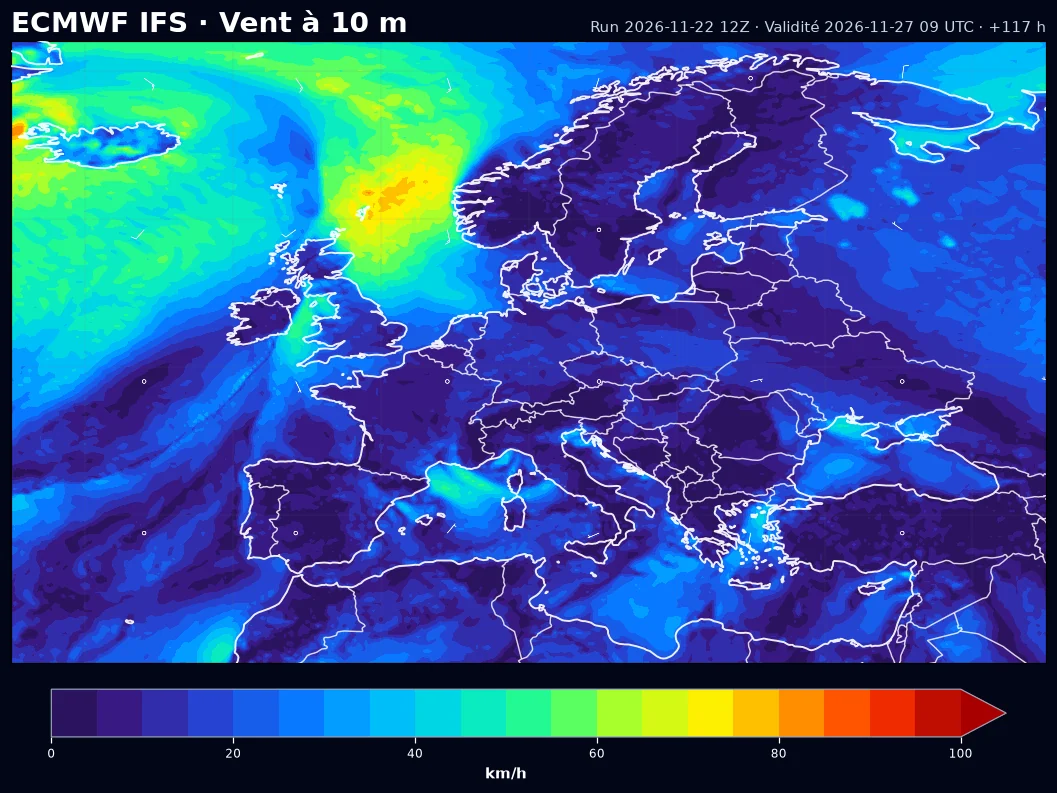 ECMWF IFS · Vent à 10 m
Run 2026-11-22 12Z · Validité 2026-11-27 09 UTC · +117 h
0 20 40 60 80 100
km/h